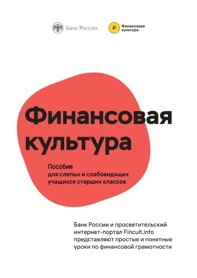 Банк России
Финансовая
культура
Финансовая
культура
Пособие
для слепых и слабовидящих
учащихся старших классов
Банк России и просветительский
интернет-портал Fincult.info
представляют простые и понятные
уроки по финансовой грамотности